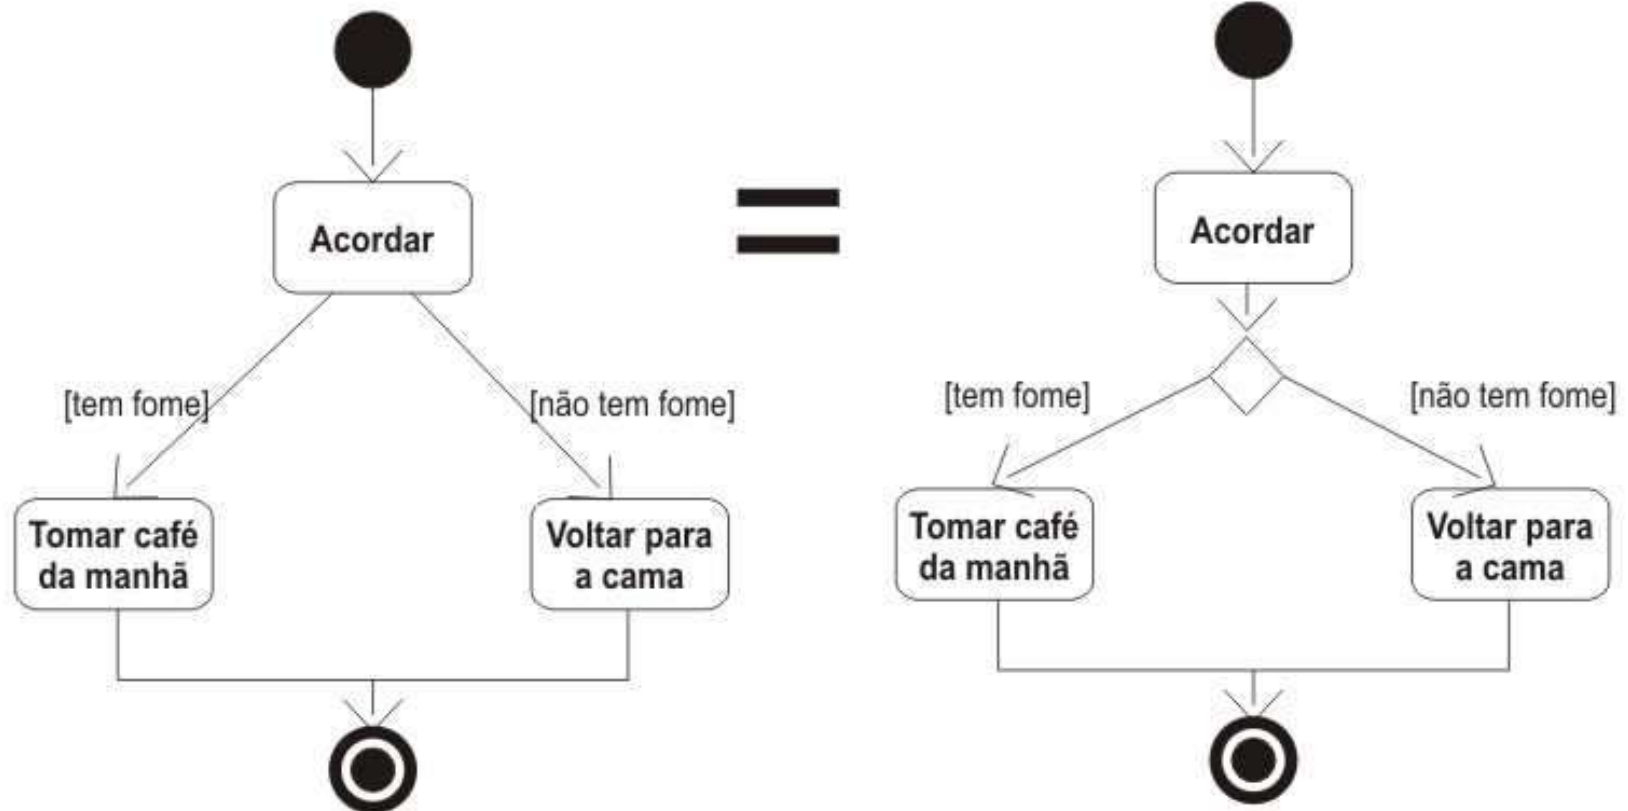 Acordar
[tem fome]
[não tem fome]
Tomar café
da manhã
Voltar para
a cama
Acordar
[tem fome]
[não tem fome]
Tomar café
da manhã
Voltar para
a cama